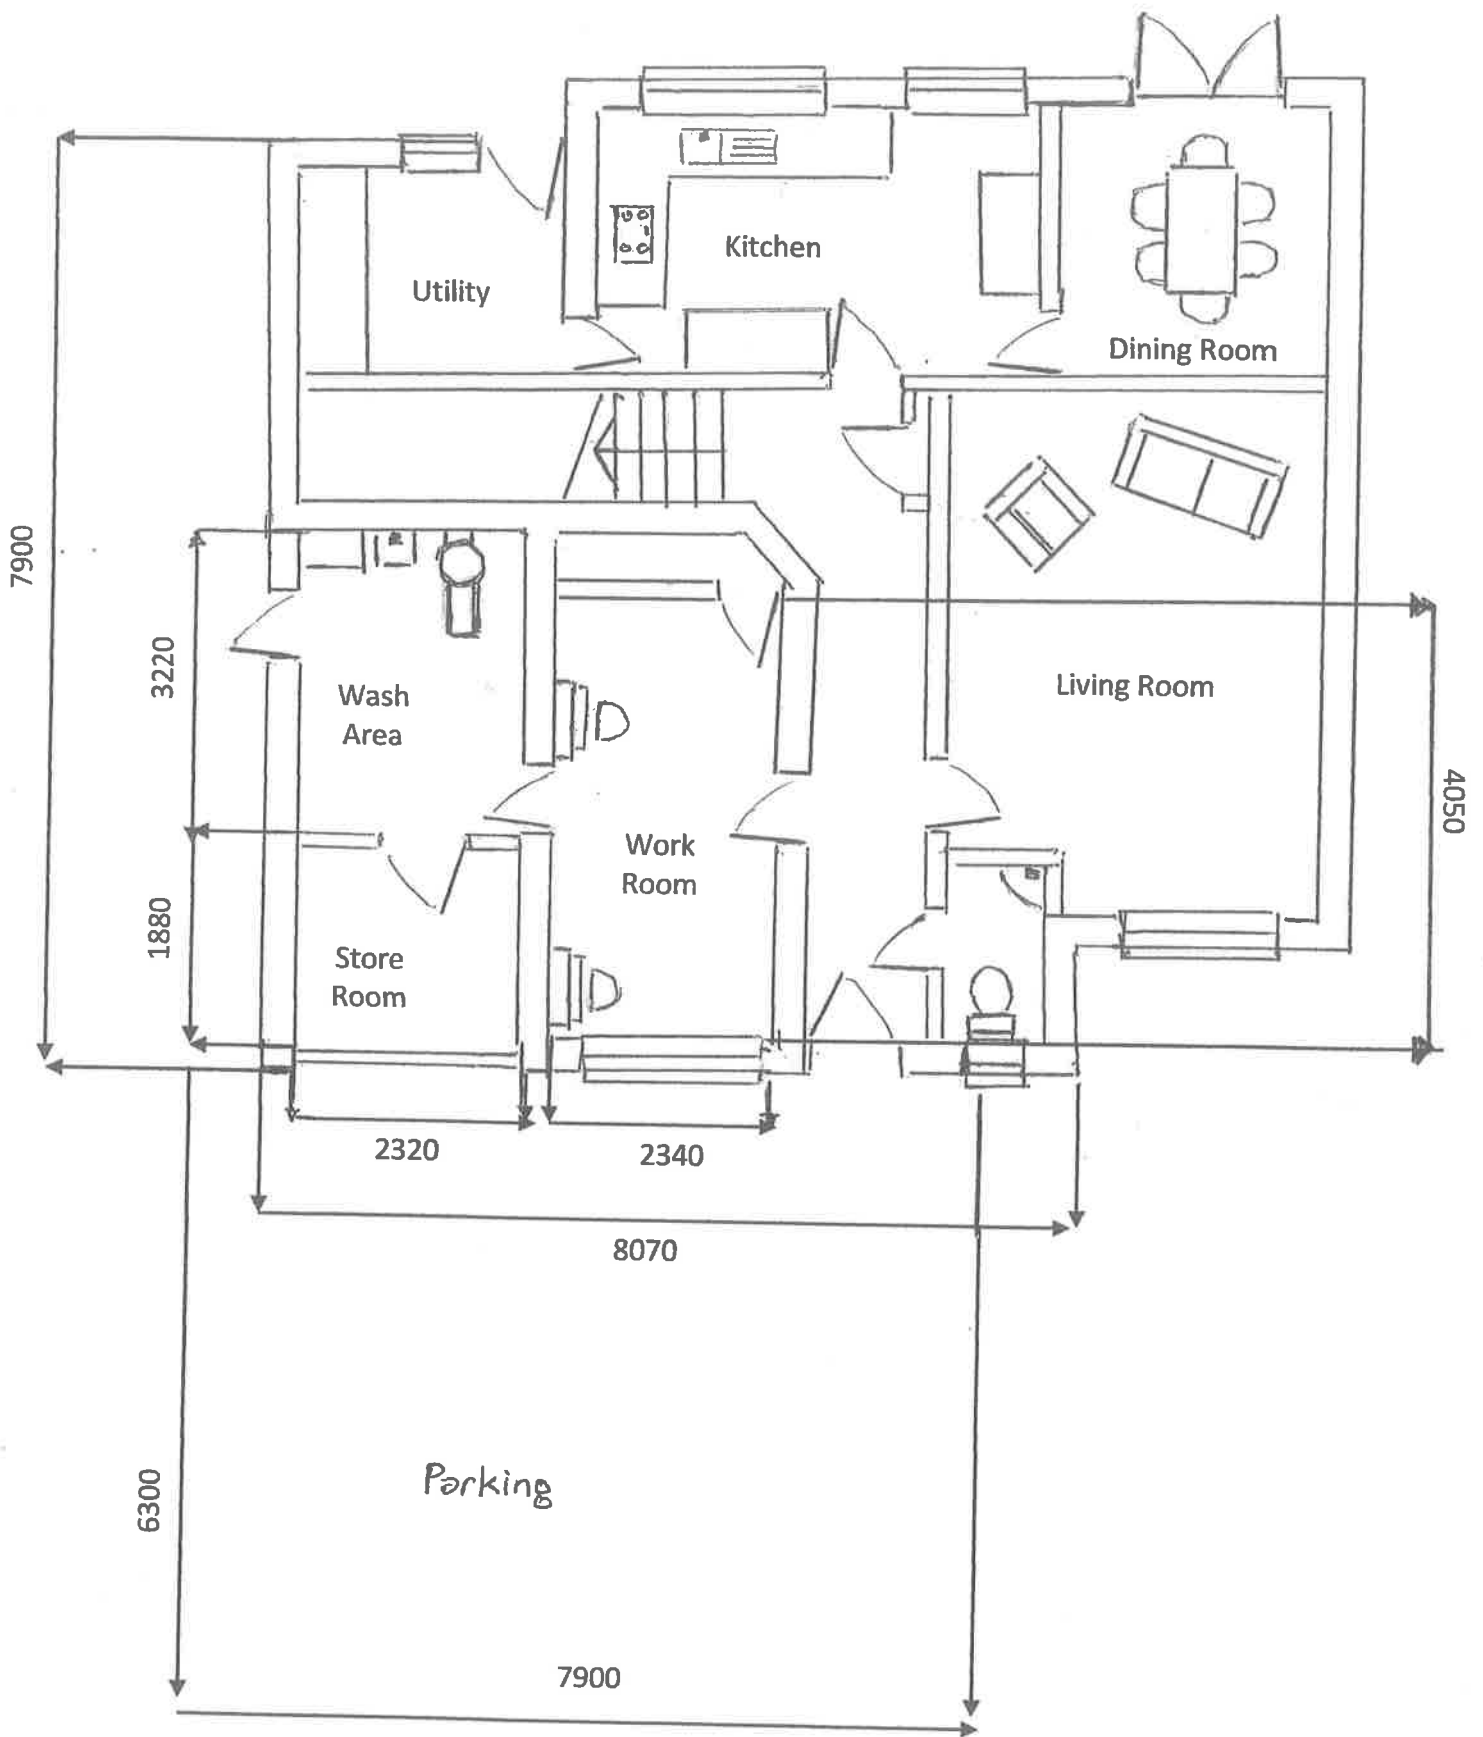 Kitchen
Utility
Dining Room
7900
3220
Wash
Area
Living Room
4050
Work
Room
1880
Store
Room
2320
2340
8070
Parking
6300
7900